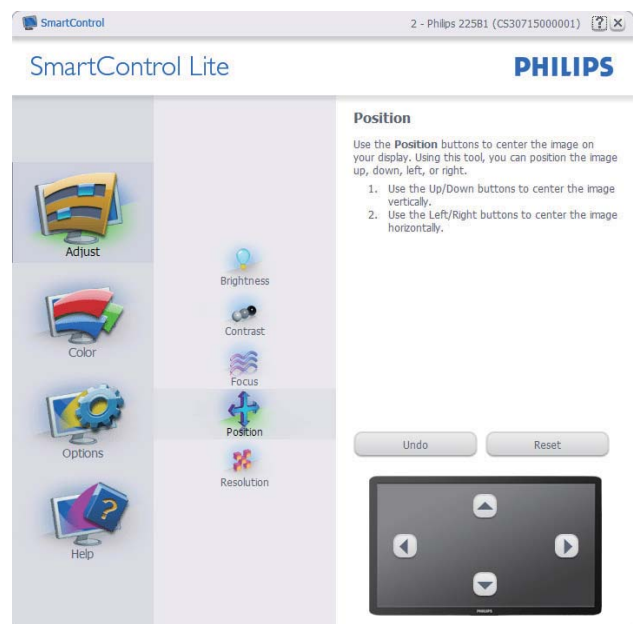 SmartControl
2 - Philips 225B1 (CS30715000001)
?
SmartControl Lite
PHILIPS
Adjust
Color
Options
Help
Brightness
Contrast
Focus
Position
Resolution
Position
Use the Position buttons to center the image on
your display. Using this tool, you can position the image
up, down, left, or right.
1. Use the Up/Down buttons to center the image
vertically.
2. Use the Left/Right buttons to center the image
horizontally.
Undo
Reset
PHILIPS